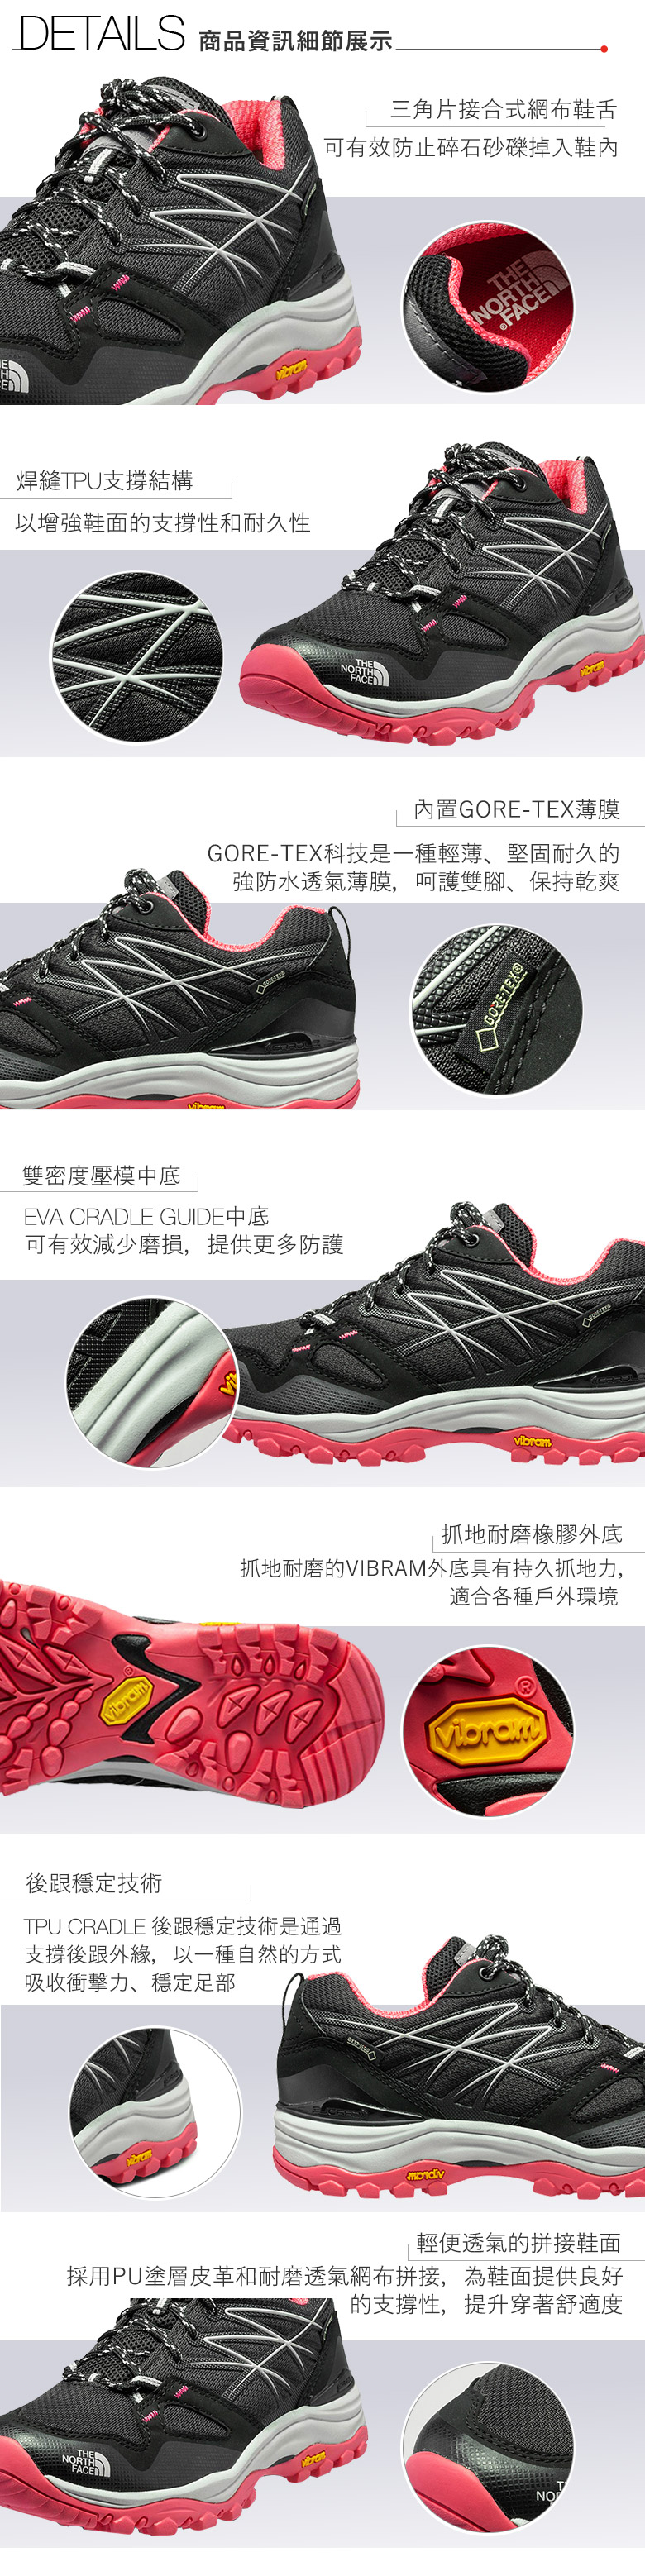 DETAILS 商品資訊細節展示
三角片接合式網布鞋舌
可有效防止碎石砂礫掉入鞋內
THE
NORTH
FACE
vibram
焊縫TPU支撐結構
以增強鞋面的支撐性和耐久性
THE
NORTH
FACE
vibram
內置GORE-TEX薄膜
GORE-TEX科技是一種輕薄、堅固耐久的
強防水透氣薄膜，呵護雙腳、保持乾爽
GORE-TEX
GORE-TEX®
vibram
雙密度壓模中底
EVA CRADLE GUIDE中底
可有效減少磨損，提供更多防護
GORE-TEX
vibram
抓地耐磨橡膠外底
抓地耐磨的VIBRAM外底具有持久抓地力，
適合各種戶外環境
vibram
®
vibram
®
後跟穩定技術
TPU CRADLE 後跟穩定技術是通過
支撐後跟外緣，以一種自然的方式
吸收衝擊力、穩定足部
vibram
vibram
輕便透氣的拼接鞋面
採用PU塗層皮革和耐磨透氣網布拼接，為鞋面提供良好
的支撐性，提升穿著舒適度
THE
NORTH
FACE
vibram